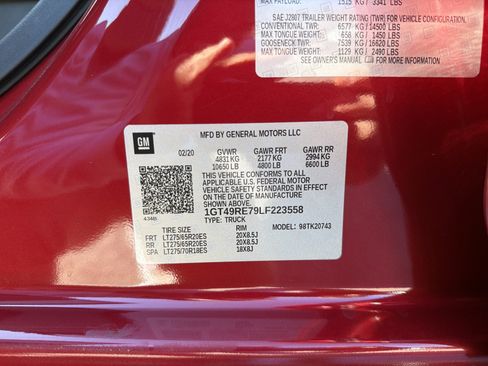 MAX PAYLOAD: 1515 KG / 3341 LBS
SAE J2807 TRAILER WEIGHT RATING (TWR) FOR VEHICLE CONFIGURATION.
CONVENTIONAL TWR: 6577 KG / 14500 LBS
MAX TONGUE WEIGHT: 658 KG / 1450 LBS
GOOSENECK TWR: 7539 KG / 16620 LBS
MAX TONGUE WEIGHT: 1129 KG / 2490 LBS
SEE OWNER'S MANUAL
GM
MFD BY GENERAL MOTORS LLC
02/20 GVWR GAWR FRT GAWR RR
4831 KG 2177 KG 2994 KG
10650 LB 4800 LB 6600 LB
THIS VEHICLE CONFORMS TO ALL
APPLICABLE U.S. FEDERAL MOTOR
VEHICLE SAFETY STANDARDS IN EFFECT
ON THE DATE OF MANUFACTURE
SHOWN ABOVE.
1GT49RE79LF223558
TYPE: TRUCK
434B MODEL: 98TK20743
TIRE SIZE RIM
FRT LT275/65R20ES 20X8.5J
RR LT275/65R20ES 20X8.5J
SPA LT275/70R18ES 18X8J